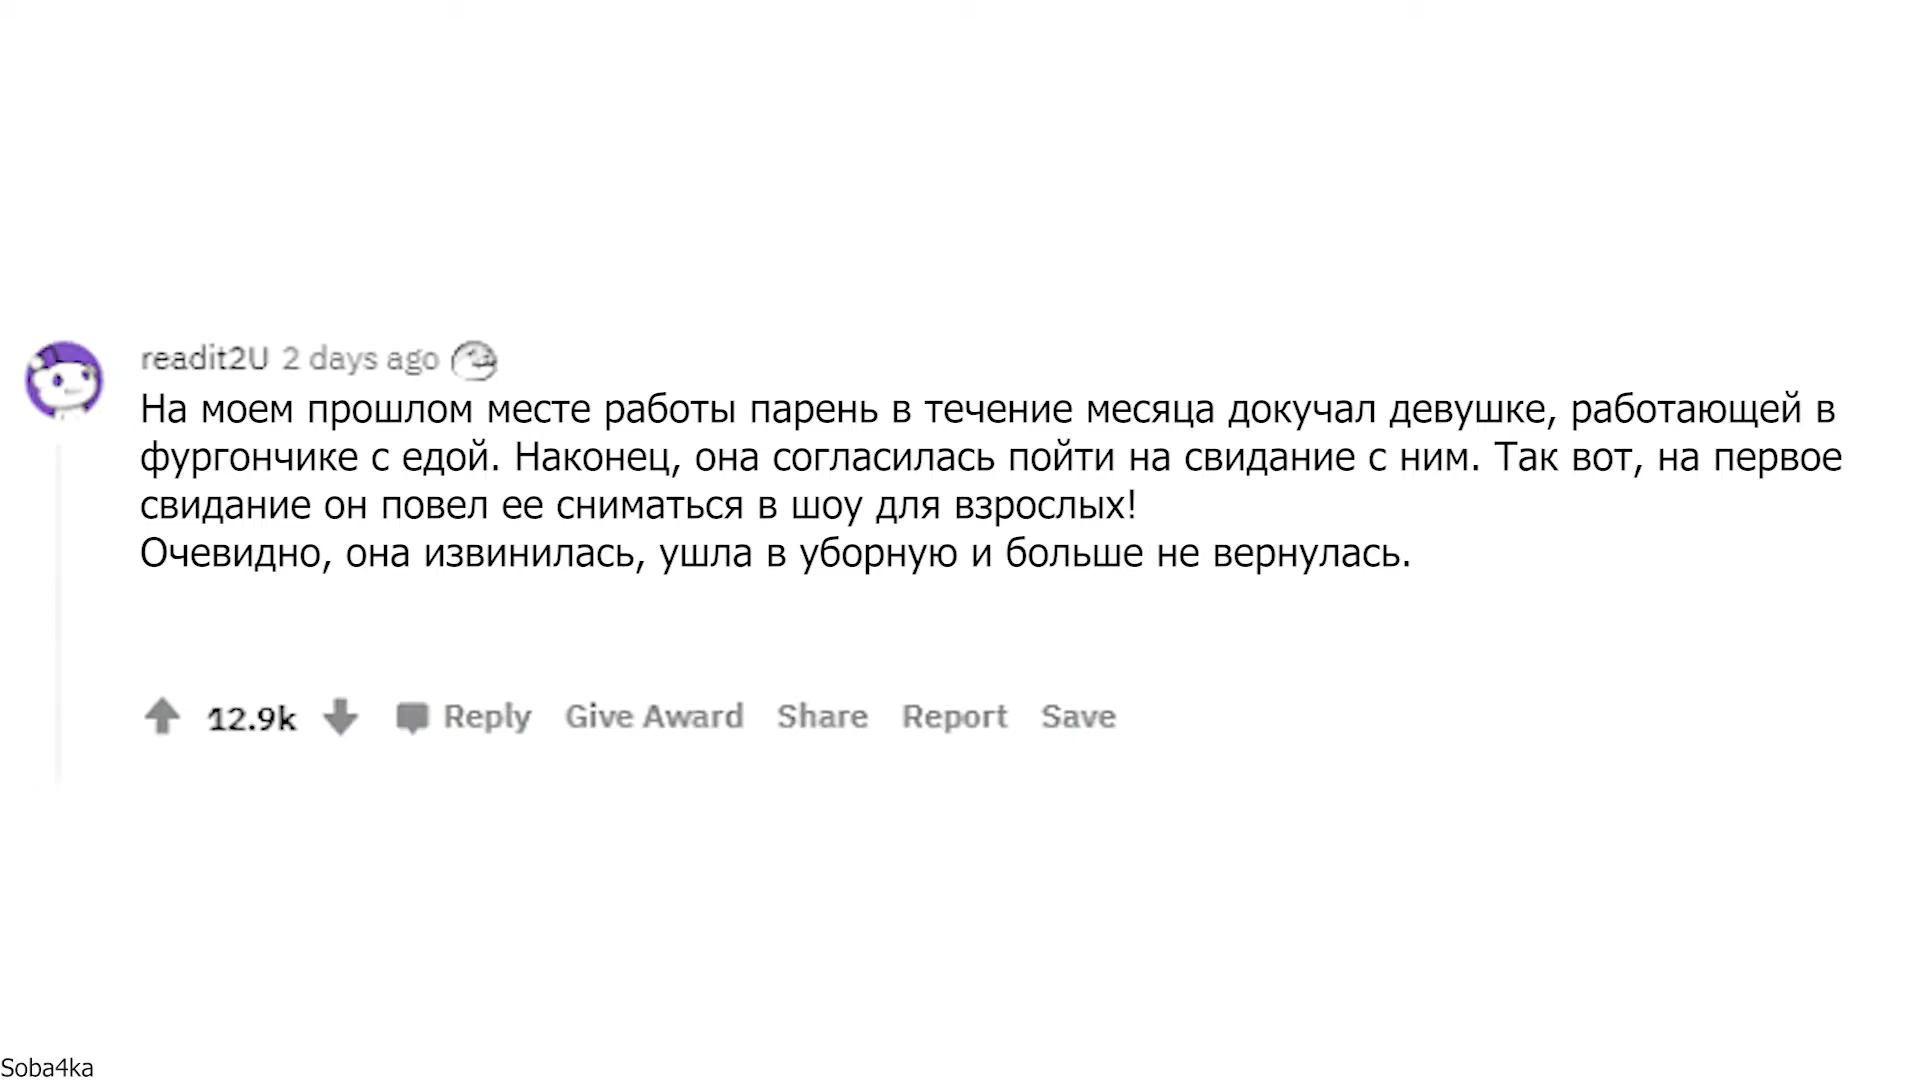 readit2U 2 days ago
На моем прошлом месте работы парень в течение месяца докучал девушке, работающей в
фургончике с едой. Наконец, она согласилась пойти на свидание с ним. Так вот, на первое
свидание он повел ее сниматься в шоу для взрослых!
Очевидно, она извинилась, ушла в уборную и больше не вернулась.
12.9k Reply Give Award Share Report Save
Soba4ka